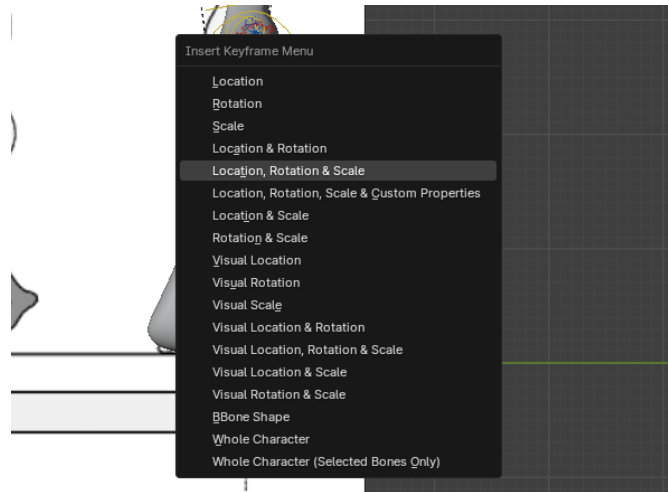 Insert Keyframe Menu
Location
Rotation
Scale
Location & Rotation
Location, Rotation & Scale
Location, Rotation, Scale & Custom Properties
Location & Scale
Rotation & Scale
Visual Location
Visual Rotation
Visual Scale
Visual Location & Rotation
Visual Location, Rotation & Scale
Visual Location & Scale
Visual Rotation & Scale
BBone Shape
Whole Character
Whole Character (Selected Bones Only)